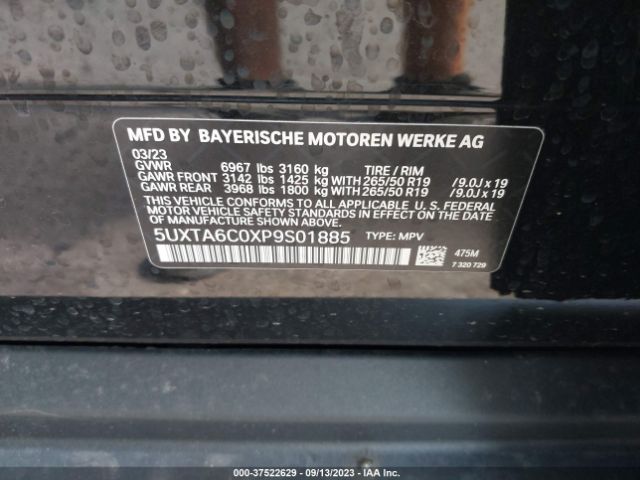 MFD BY BAYERISCHE MOTOREN WERKE AG
03/23
GVWR 6967 lbs 3160 kg TIRE / RIM
GAWR FRONT 3142 lbs 1425 kg WITH 265/50 R19 / 9.0J x 19
GAWR REAR 3968 lbs 1800 kg WITH 265/50 R19 / 9.0J x 19
THIS VEHICLE CONFORMS TO ALL APPLICABLE U. S. FEDERAL
MOTOR VEHICLE SAFETY STANDARDS IN EFFECT ON THE DATE
OF MANUFACTURE SHOWN ABOVE.
5UXTA6C0XP9S01885 TYPE: MPV
475M
7 320 729
000-37522629 - 09/13/2023 - IAA Inc.